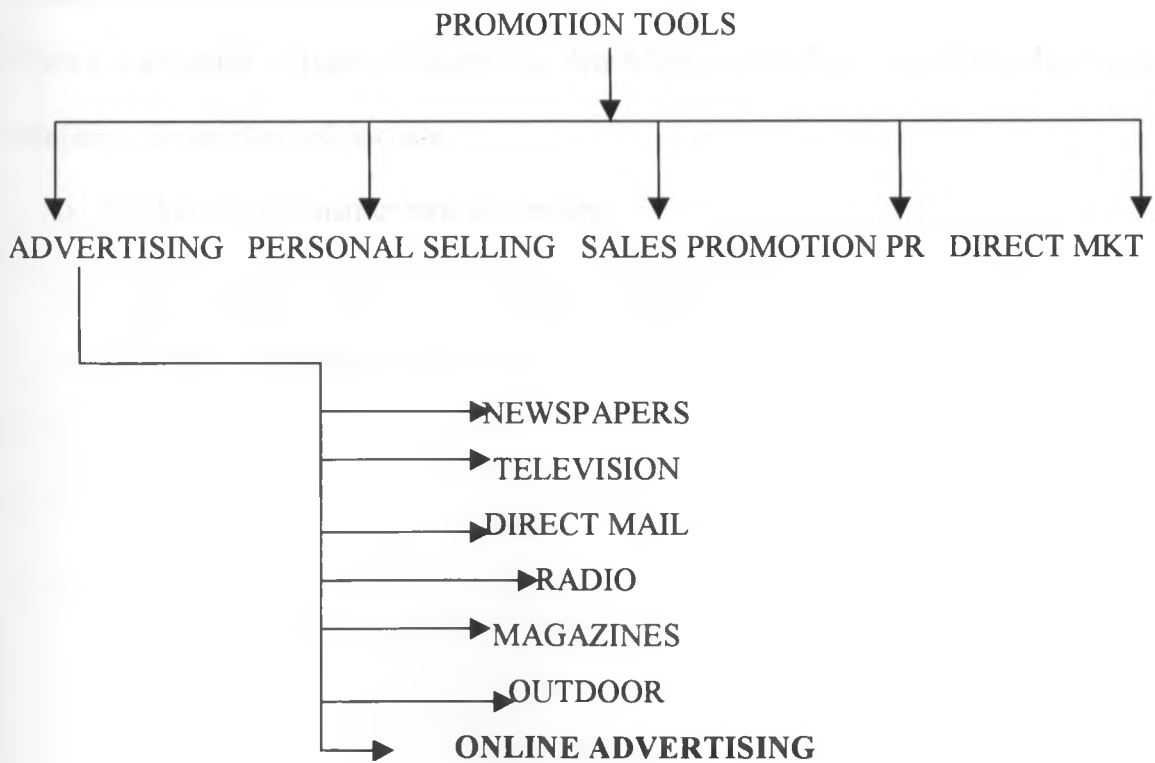 PROMOTION TOOLS
ADVERTISING PERSONAL SELLING SALES PROMOTION PR DIRECT MKT
NEWSPAPERS
TELEVISION
DIRECT MAIL
RADIO
MAGAZINES
OUTDOOR
ONLINE ADVERTISING